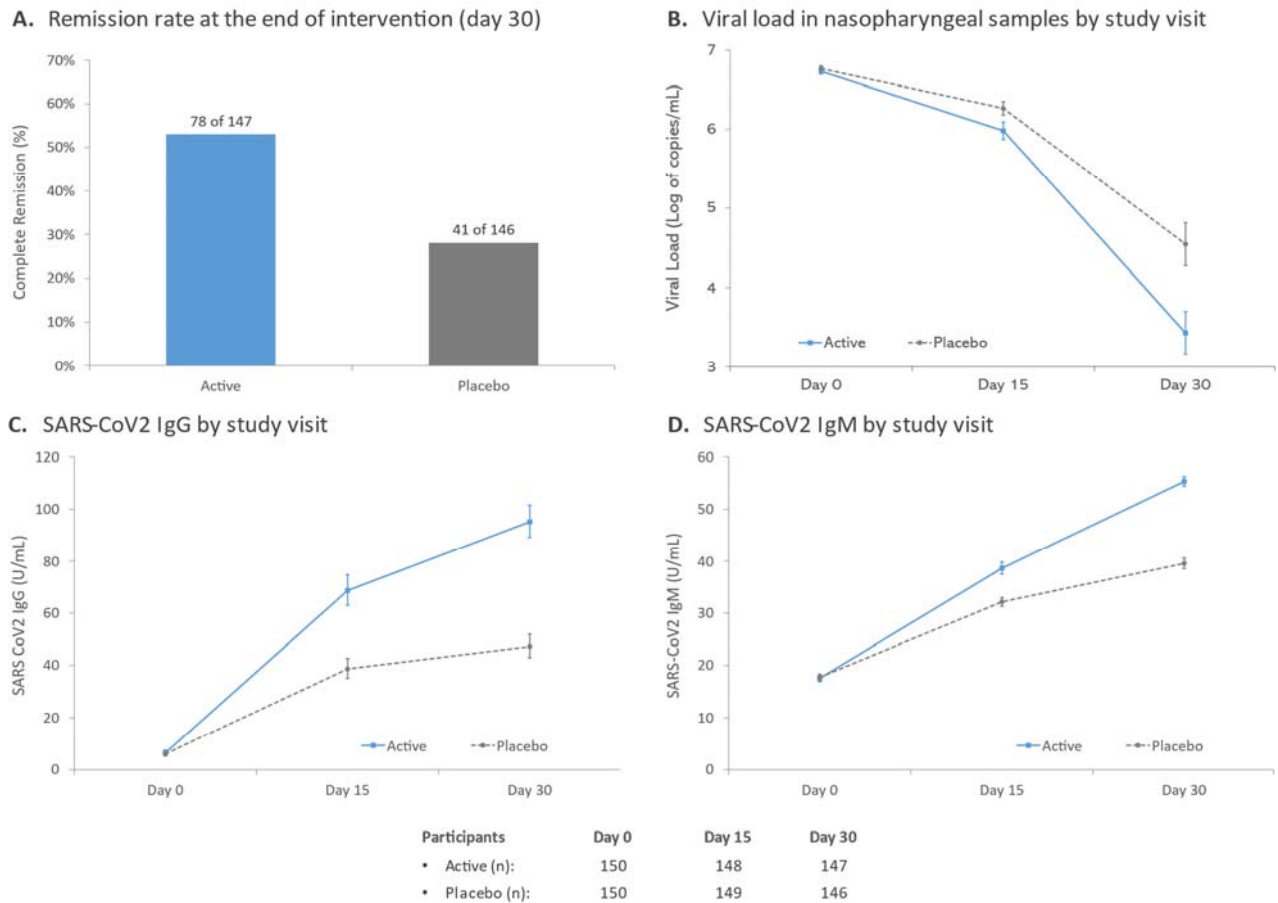 A. Remission rate at the end of intervention (day 30)
70%
60%
50%
40%
30%
20%
10%
0%
Complete Remission (%)
78 of 147
41 of 146
Active
Placebo
B. Viral load in nasopharyngeal samples by study visit
7
6
5
4
3
Viral Load (Log of copies/mL)
Active
Placebo
Day 0
Day 15
Day 30
C. SARS-CoV2 IgG by study visit
120
100
80
60
40
20
0
SARS CoV2 IgG (U/mL)
Active
Placebo
Day 0
Day 15
Day 30
D. SARS-CoV2 IgM by study visit
60
50
40
30
20
10
0
SARS-CoV2 IgM (U/mL)
Active
Placebo
Day 0
Day 15
Day 30
Participants Day 0 Day 15 Day 30
• Active (n): 150 148 147
• Placebo (n): 150 149 146